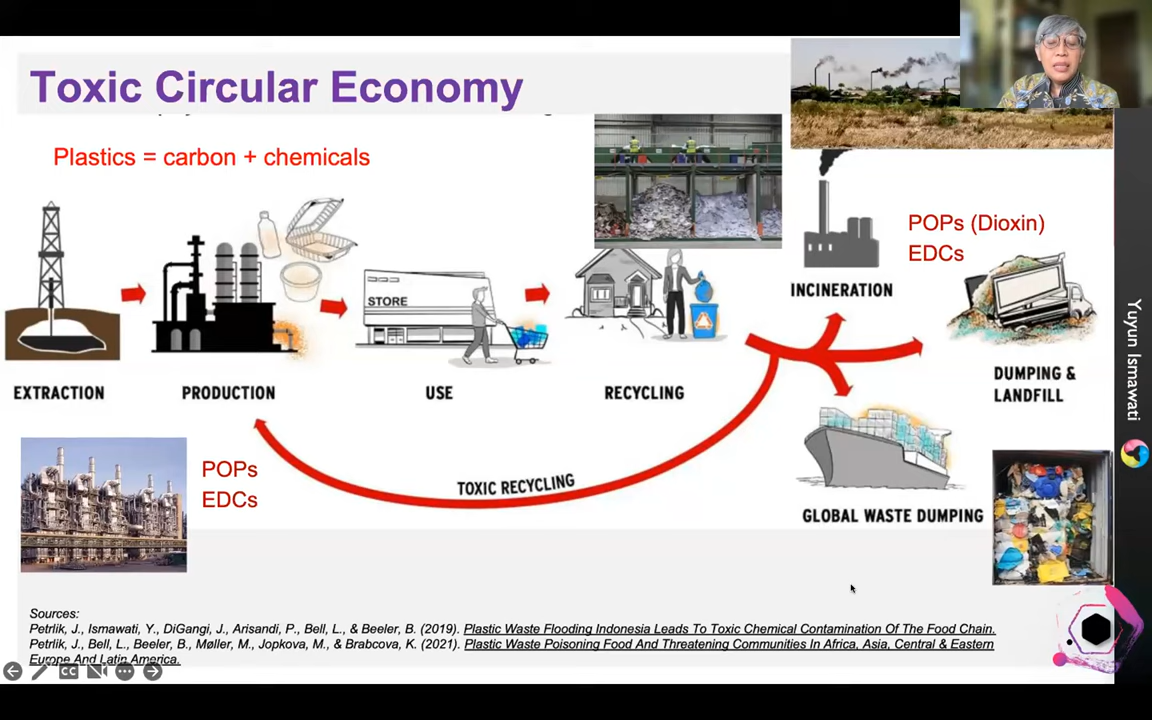 Toxic Circular Economy
Plastics = carbon + chemicals
POPs (Dioxin)
EDCs
STORE
INCINERATION
EXTRACTION
PRODUCTION
USE
RECYCLING
DUMPING &
LANDFILL
POPs
EDCs
TOXIC RECYCLING
GLOBAL WASTE DUMPING
Yuyun Ismawati
Sources:
Petrlik, J., Ismawati, Y., DiGangi, J., Arisandi, P., Bell, L., & Beeler, B. (2019). Plastic Waste Flooding Indonesia Leads To Toxic Chemical Contamination Of The Food Chain.
Petrlik, J., Bell, L., Beeler, B., Møller, M., Jopkova, M., & Brabcova, K. (2021). Plastic Waste Poisoning Food And Threatening Communities In Africa, Asia, Central & Eastern
Europe And Latin America.
CC